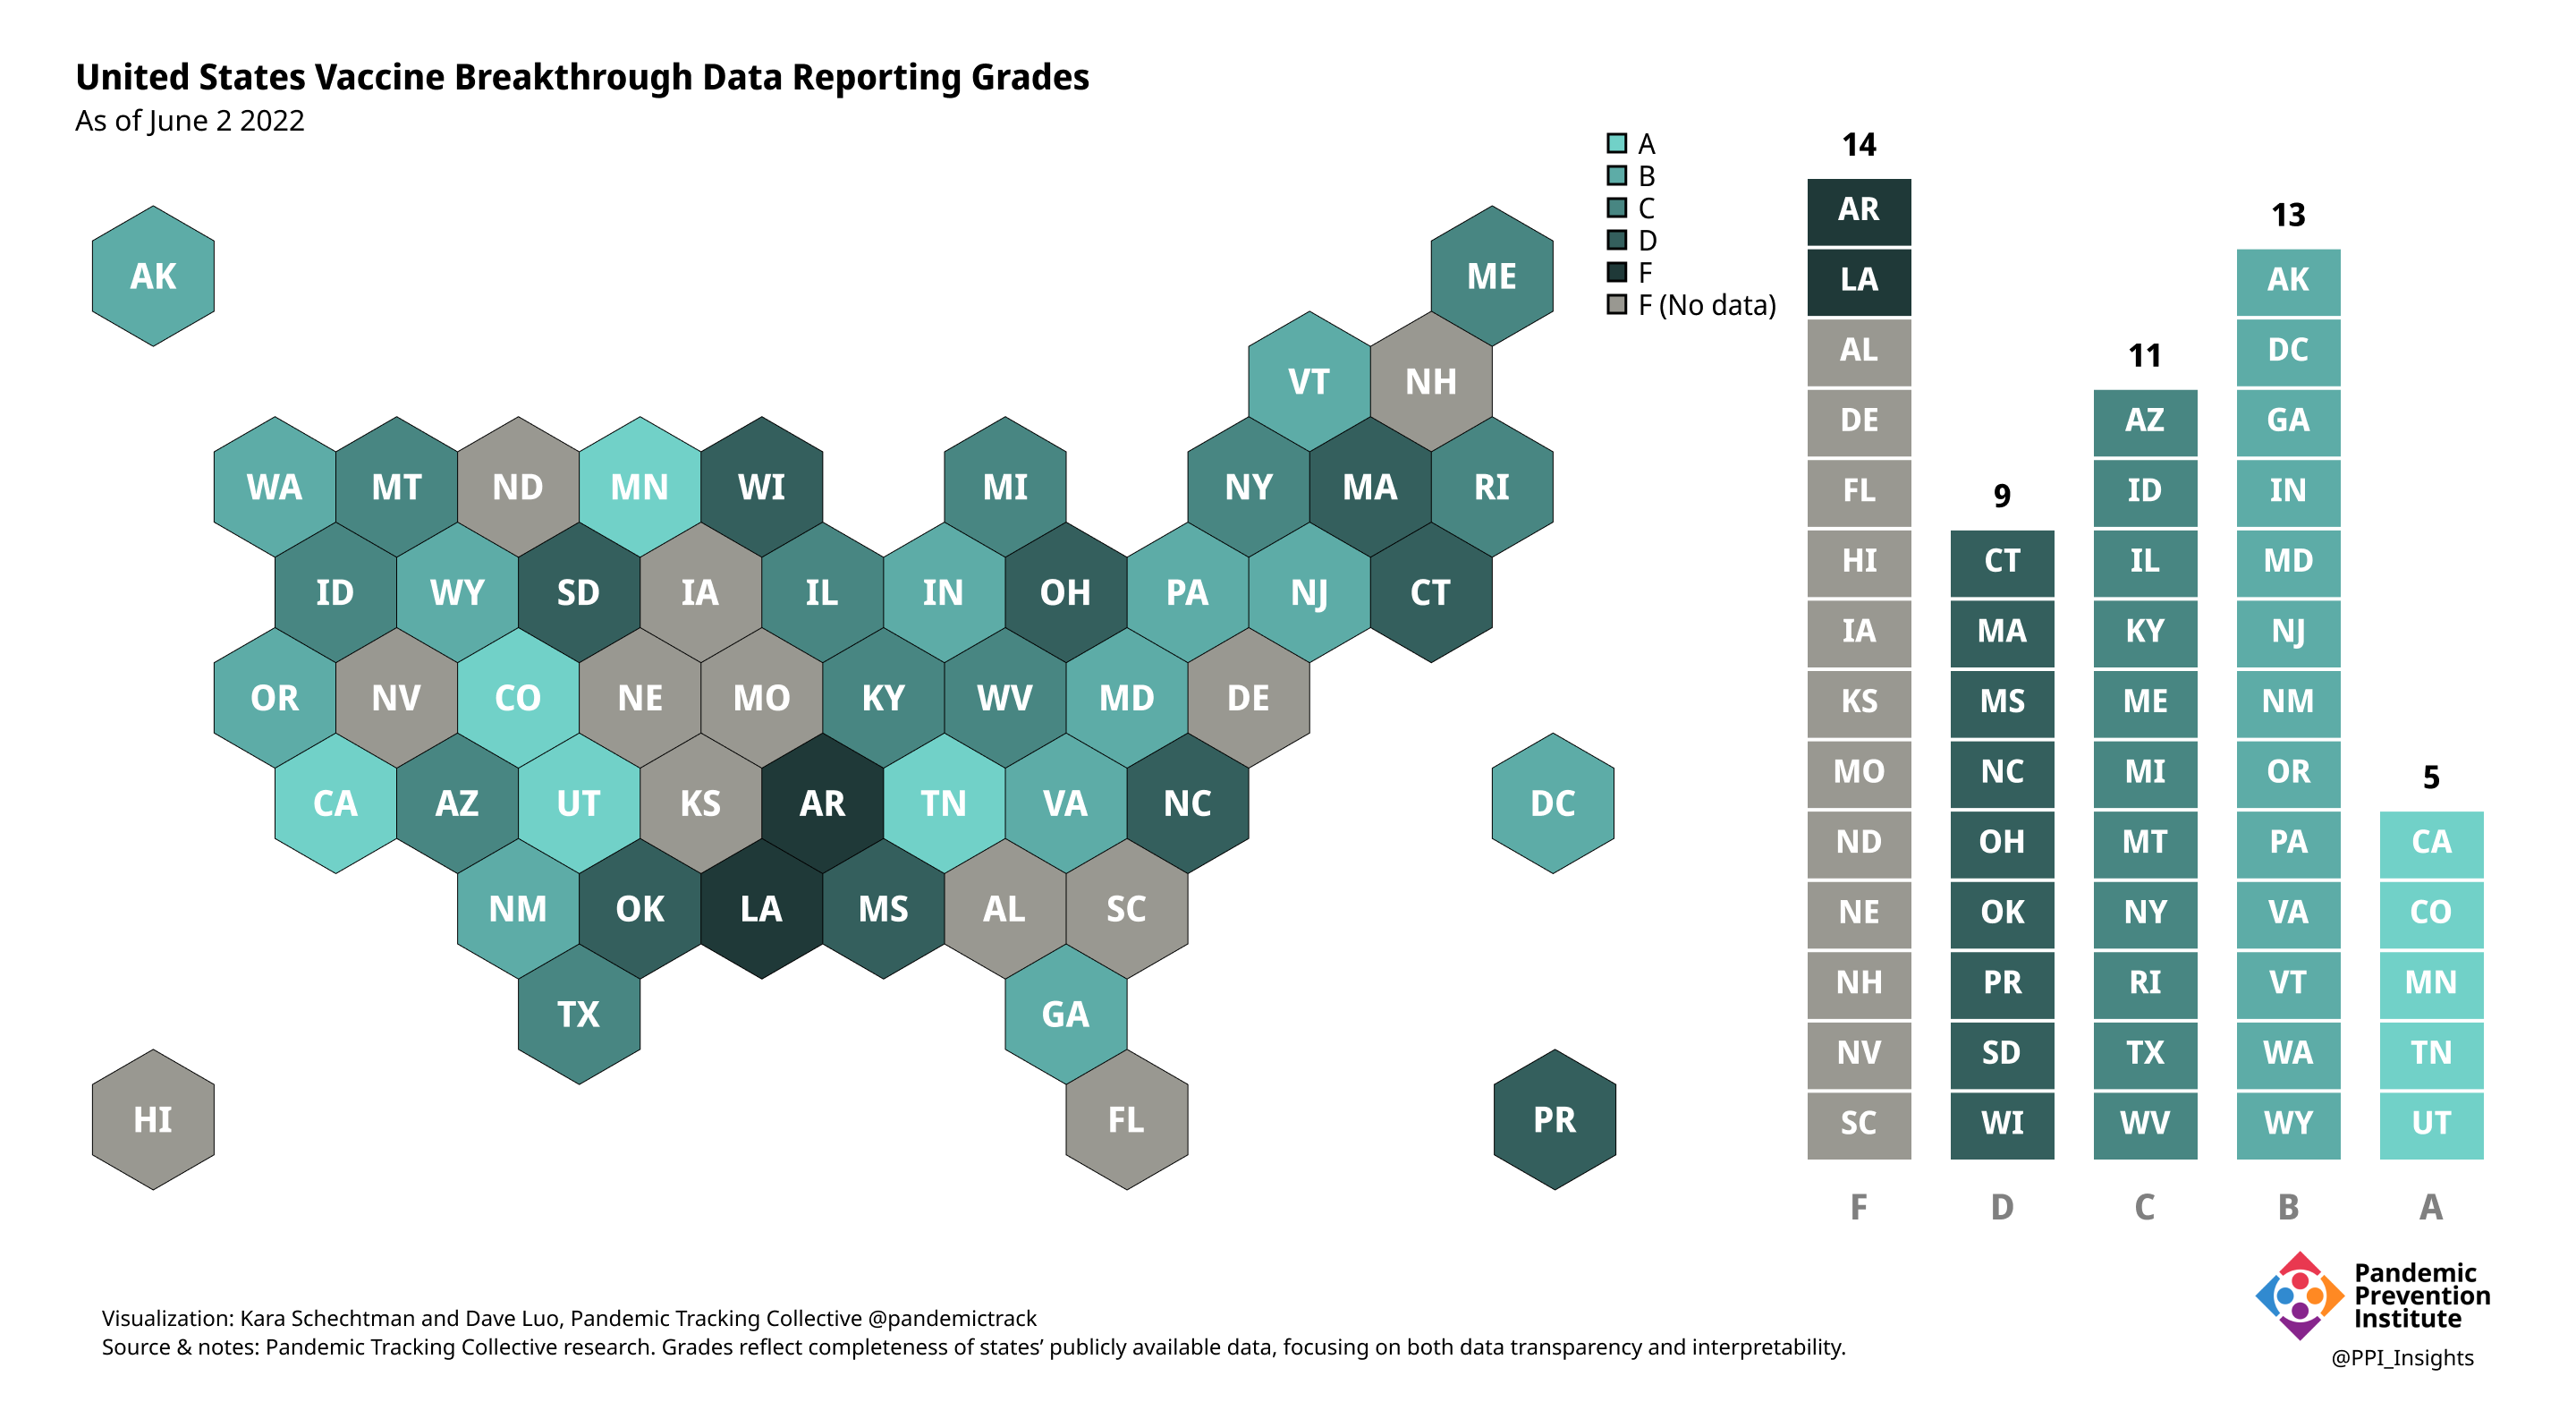 United States Vaccine Breakthrough Data Reporting Grades
As of June 2 2022
A
B
C
D
F
F (No data)
AK
ME
VT NH
WA MT ND MN WI MI NY MA RI
ID WY SD IA IL IN OH PA NJ CT
OR NV CO NE MO KY WV MD DE
CA AZ UT KS AR TN VA NC DC
NM OK LA MS AL SC
TX GA
HI FL PR
14
AR
LA
AL
DE
FL
HI
IA
KS
MO
ND
NE
NH
NV
SC
F
9
CT
MA
MS
NC
OH
OK
PR
SD
WI
D
11
AZ
ID
IL
KY
ME
MI
MT
NY
RI
TX
WV
C
13
AK
DC
GA
IN
MD
NJ
NM
OR
PA
VA
VT
WA
WY
B
5
CA
CO
MN
TN
UT
A
Visualization: Kara Schechtman and Dave Luo, Pandemic Tracking Collective @pandemictrack
Source & notes: Pandemic Tracking Collective research. Grades reflect completeness of states’ publicly available data, focusing on both data transparency and interpretability.
Pandemic
Prevention
Institute
@PPI_Insights